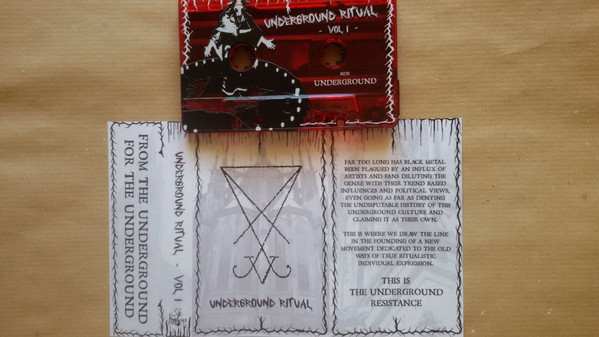 UNDERGROUND RITUAL
- VOL I -
UNDERGROUND
FROM THE UNDERGROUND
FOR THE UNDERGROUND
UNDERGROUND RITUAL - VOL I
UNDERGROUND RITUAL
FAR TOO LONG HAS BLACK METAL
BEEN PLAGUED BY AN INFLUX OF
ARTISTS AND FANS DILUTING THE
GENRE WITH THEIR TREND BASED
INFLUENCES AND POLITICAL VIEWS,
EVEN GOING AS FAR AS DENYING
THE UNDISPUTABLE HISTORY OF THIS
UNDERGROUND CULTURE AND
CLAIMING IT AS THEIR OWN.
THIS IS WHERE WE DRAW THE LINE
IN THE FOUNDING OF A NEW
MOVEMENT DEDICATED TO THE OLD
WAYS OF TRUE RITUALISTIC
INDIVIDUAL EXPRESSION.
THIS IS
THE UNDERGROUND
RESISTANCE